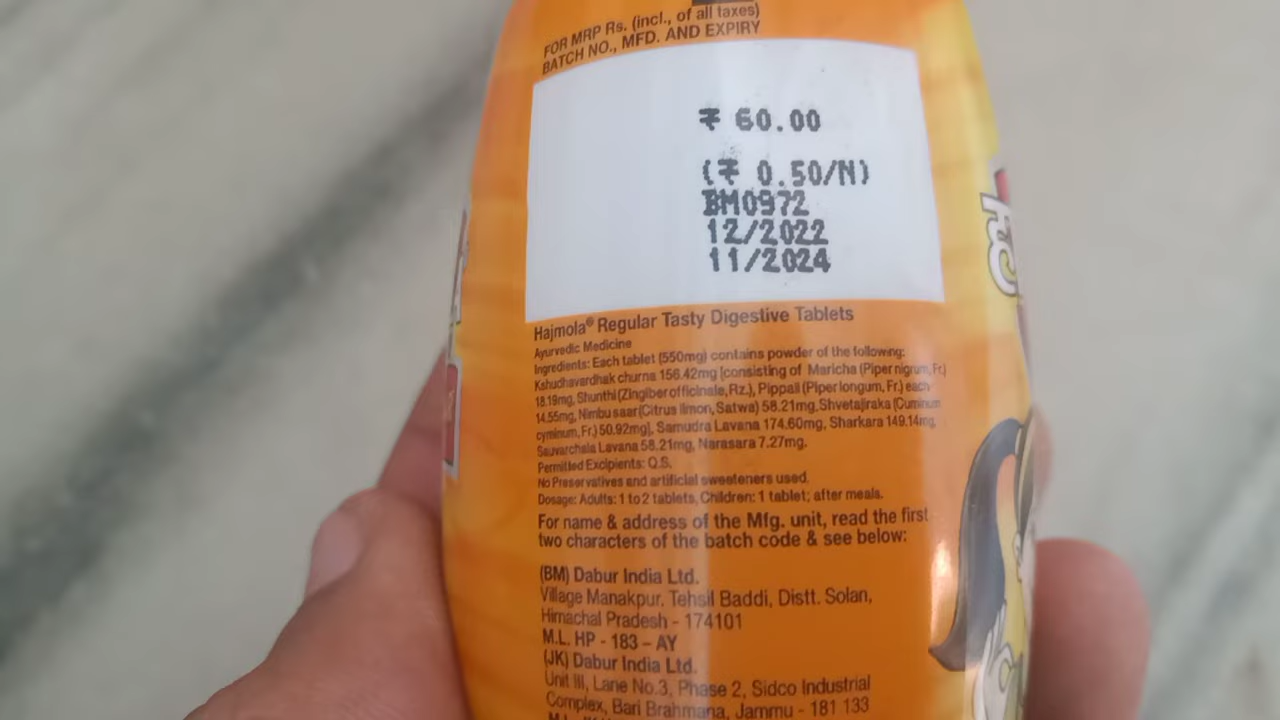 FOR MRP Rs. (incl., of all taxes)
BATCH NO., MFD. AND EXPIRY
₹ 60.00
(₹ 0.50/N)
BM0972
12/2022
11/2024
Hajmola® Regular Tasty Digestive Tablets
Ayurvedic Medicine
Ingredients: Each tablet (550mg) contains powder of the following:
Kshudhavardhak churna 156.42mg [consisting of Maricha (Piper nigrum, Fr.)
18.19mg, Shunthi (Zingiber officinale, Rz.), Pippali (Piper longum, Fr.) each
14.55mg, Nimbu saar (Citrus limon, Satwa) 58.21mg, Shvetajiraka (Cuminum
cyminum, Fr.) 50.92mg], Samudra Lavana 174.60mg, Sharkara 149.14mg,
Sauvarchala Lavana 58.21mg, Narasara 7.27mg.
Permitted Excipients: Q.S.
No Preservatives and artificial sweeteners used.
Dosage: Adults: 1 to 2 tablets, Children: 1 tablet; after meals.
For name & address of the Mfg. unit, read the first
two characters of the batch code & see below:
(BM) Dabur India Ltd.
Village Manakpur, Tehsil Baddi, Distt. Solan,
Himachal Pradesh - 174101
M.L. HP - 183 – AY
(JK) Dabur India Ltd.
Unit III, Lane No.3, Phase 2, Sidco Industrial
Complex, Bari Brahmana, Jammu - 181 133